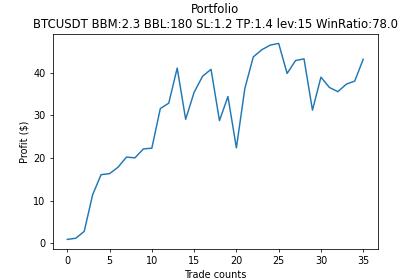 Portfolio
BTCUSDT BBM:2.3 BBL:180 SL:1.2 TP:1.4 lev:15 WinRatio:78.0
40
30
20
10
0
Profit ($)
0 5 10 15 20 25 30 35
Trade counts